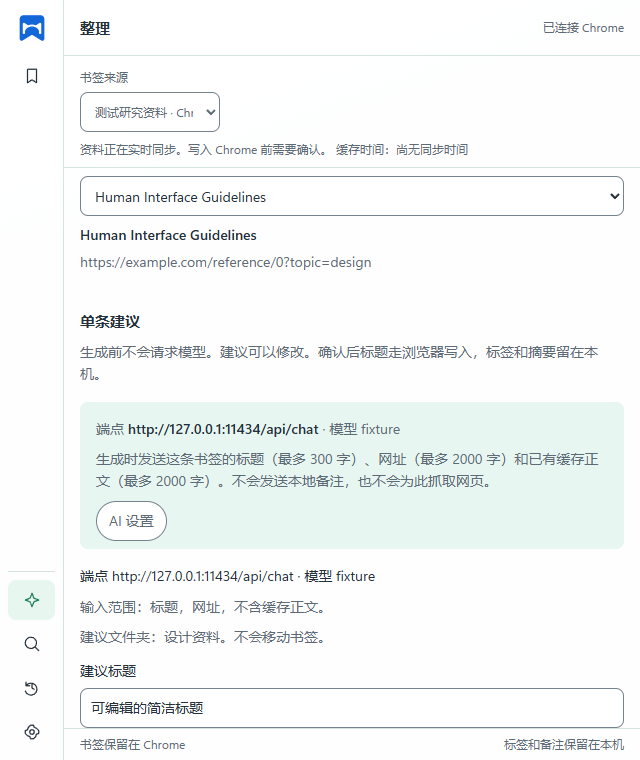 整理
已连接 Chrome
书签来源
测试研究资料 · Chr
资料正在实时同步。写入 Chrome 前需要确认。 缓存时间：尚无同步时间
Human Interface Guidelines
Human Interface Guidelines
https://example.com/reference/0?topic=design
单条建议
生成前不会请求模型。建议可以修改。确认后标题走浏览器写入，标签和摘要留在本
机。
端点 http://127.0.0.1:11434/api/chat · 模型 fixture
生成时发送这条书签的标题（最多 300 字）、网址（最多 2000 字）和已有缓存正
文（最多 2000 字）。不会发送本地备注，也不会为此抓取网页。
AI 设置
端点 http://127.0.0.1:11434/api/chat · 模型 fixture
输入范围：标题，网址，不含缓存正文。
建议文件夹：设计资料。不会移动书签。
建议标题
可编辑的简洁标题
书签保留在 Chrome
标签和备注保留在本机